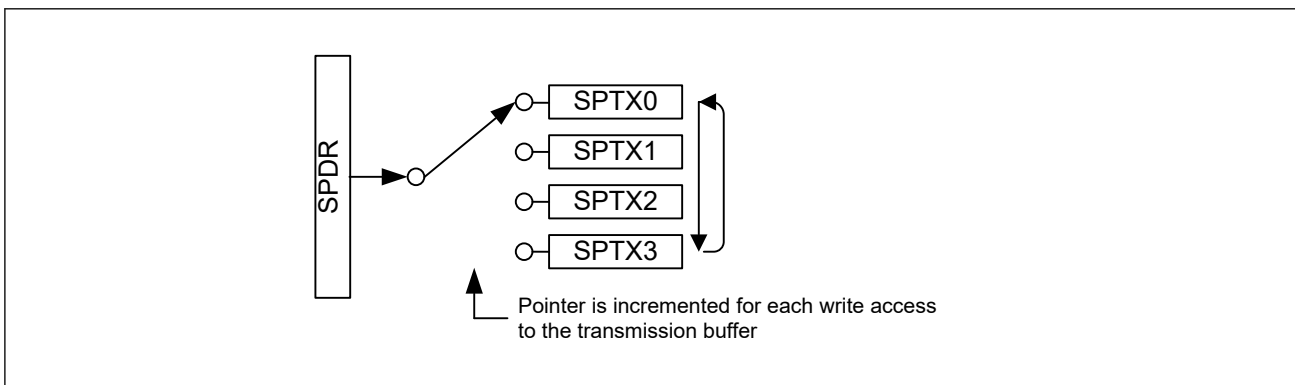 SPDR
SPTX0
SPTX1
SPTX2
SPTX3
Pointer is incremented for each write access
to the transmission buffer